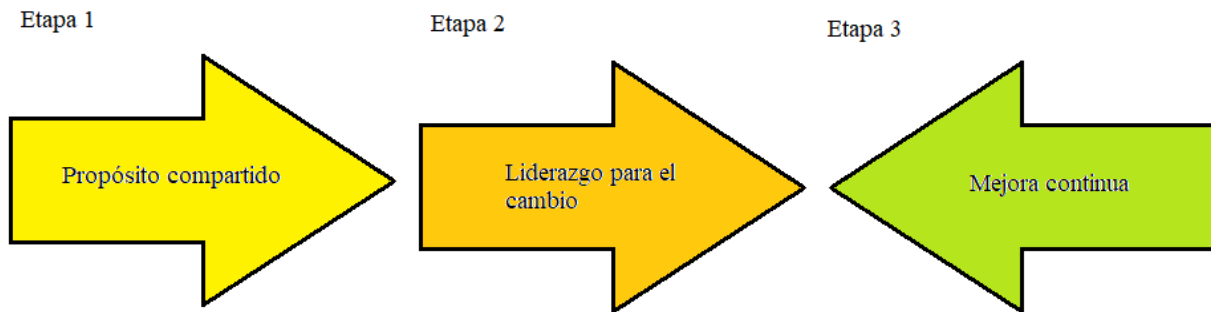 Etapa 1
Etapa 2
Etapa 3
Propósito compartido
Liderazgo para el
cambio
Mejora continua